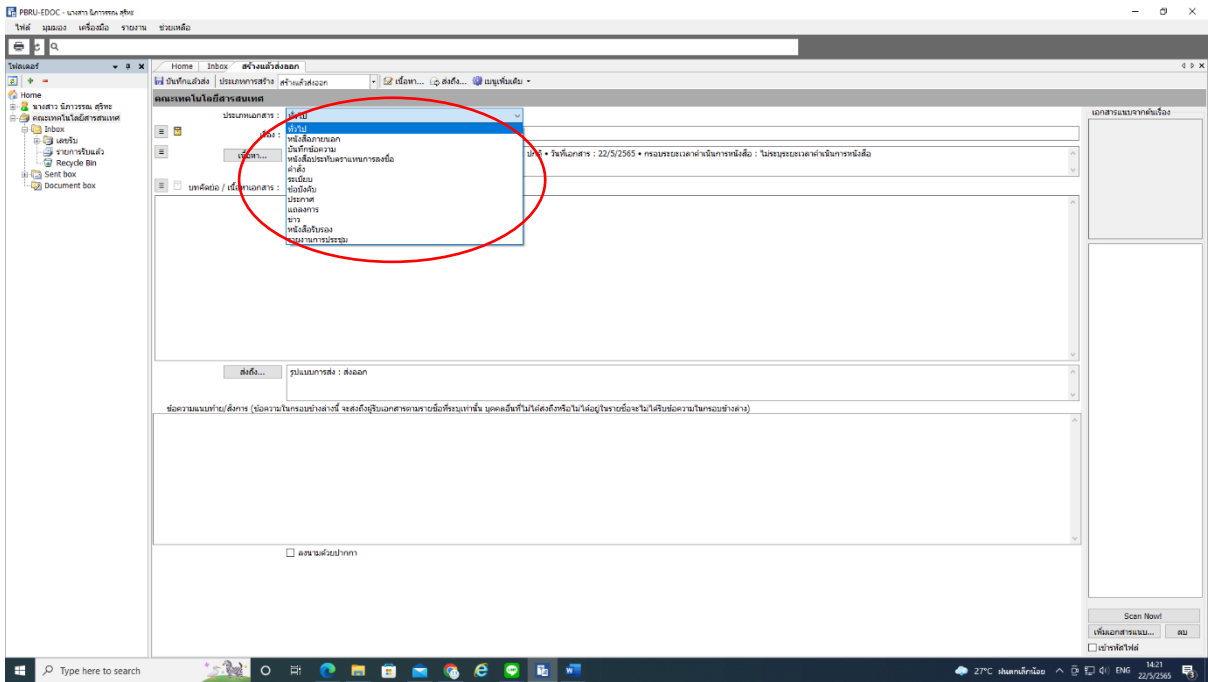 PBRU-EDOC - นางสาว นิภาวรรณ สุริทะ
ไฟล์ มุมมอง เครื่องมือ รายงาน ช่วยเหลือ
โฟลเดอร์
Home
นางสาว นิภาวรรณ สุริทะ
คณะเทคโนโลยีสารสนเทศ
Inbox
เลขรับ
รายการรับแล้ว
Recycle Bin
Sent box
Document box
Home Inbox สร้างแล้วส่งออก
บันทึกแล้วส่ง ประเภทการสร้าง สร้างแล้วส่งออก เนื้อหา... ส่งถึง... เมนูเพิ่มเติม
คณะเทคโนโลยีสารสนเทศ
ประเภทเอกสาร : ทั่วไป
เรื่อง :
ทั่วไป
หนังสือภายนอก
บันทึกข้อความ
หนังสือประทับตราแทนการลงชื่อ
คำสั่ง
ระเบียบ
ข้อบังคับ
ประกาศ
แถลงการ
ข่าว
หนังสือรับรอง
รายงานการประชุม
เนื้อหา... ปกติ • วันที่เอกสาร : 22/5/2565 • กรอบระยะเวลาดำเนินการหนังสือ : ไม่ระบุระยะเวลาดำเนินการหนังสือ
บทคัดย่อ / เนื้อหาเอกสาร :
ส่งถึง... รูปแบบการส่ง : ส่งออก
ข้อความแนบท้าย/สั่งการ (ข้อความในกรอบข้างล่างนี้ จะส่งถึงผู้รับเอกสารตามรายชื่อที่ระบุเท่านั้น บุคคลอื่นที่ไม่ได้ส่งถึงหรือไม่ได้อยู่ในรายชื่อจะไม่ได้รับข้อความในกรอบข้างล่าง)
ลงนามด้วยปากกา
เอกสารแนบจากต้นเรื่อง
Scan Now!
เพิ่มเอกสารแนบ... ลบ
เข้ารหัสไฟล์
Type here to search
27°C ฝนตกเล็กน้อย ENG 14:21
22/5/2565